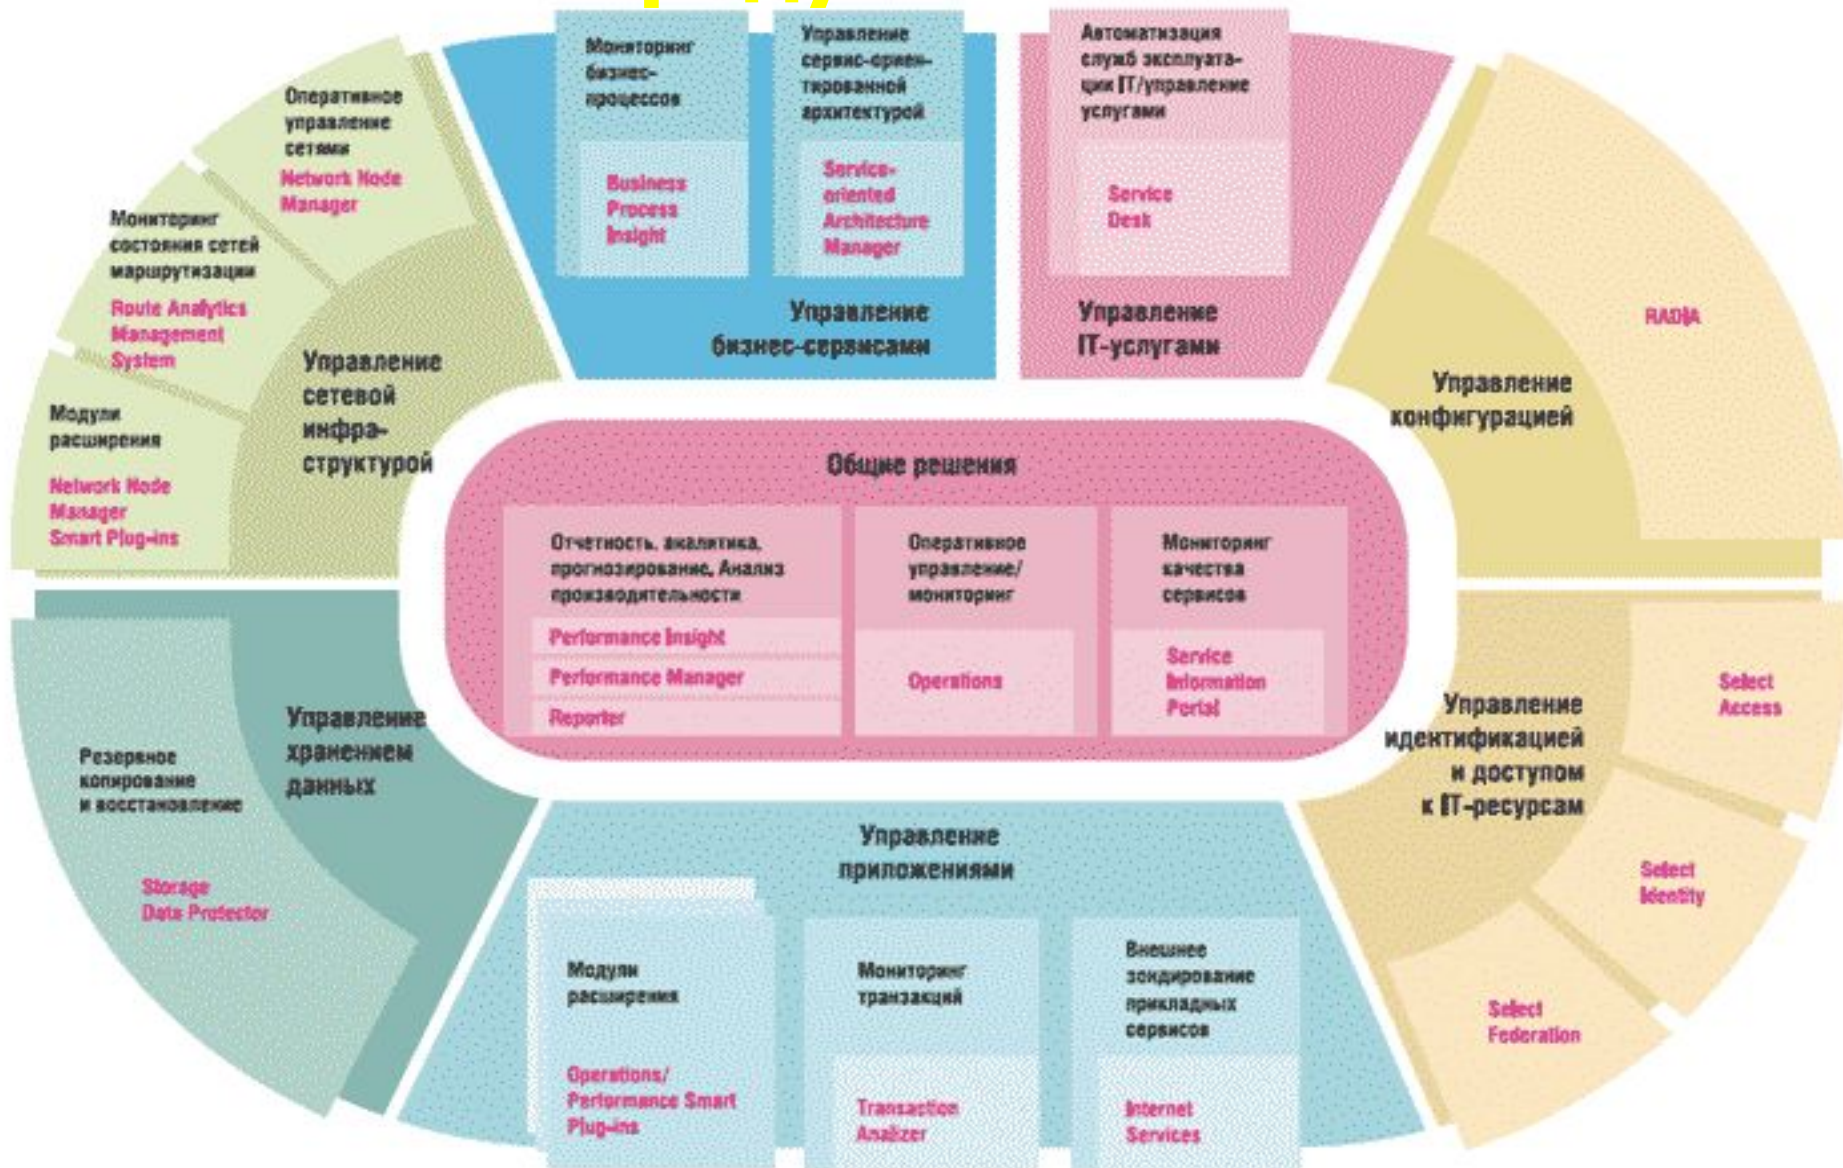 Мониторинг
бизнес-
процессов
Business
Process
Insight
Управление
сервис-ориен-
тированной
архитектурой
Service-
oriented
Architecture
Manager
Управление
бизнес-сервисами
Автоматизация
служб эксплуата-
ции IT/управление
услугами
Service
Desk
Управление
IT-услугами
Оперативное
управление
сетями
Network Node
Manager
Мониторинг
состояния сетей
маршрутизации
Route Analytics
Management
System
Модули
расширения
Network Node
Manager
Smart Plug-ins
Управление
сетевой
инфра-
структурой
RADIA
Управление
конфигурацией
Общие решения
Отчетность, аналитика,
прогнозирование. Анализ
производительности
Performance Insight
Performance Manager
Reporter
Оперативное
управление/
мониторинг
Operations
Мониторинг
качества
сервисов
Service
Information
Portal
Управление
хранением
данных
Резервное
копирование
и восстановление
Storage
Data Protector
Управление
идентификацией
и доступом
к IT-ресурсам
Select
Access
Select
Identity
Select
Federation
Управление
приложениями
Модули
расширения
Operations/
Performance Smart
Plug-ins
Мониторинг
транзакций
Transaction
Analizer
Внешнее
зондирование
прикладных
сервисов
Internet
Services